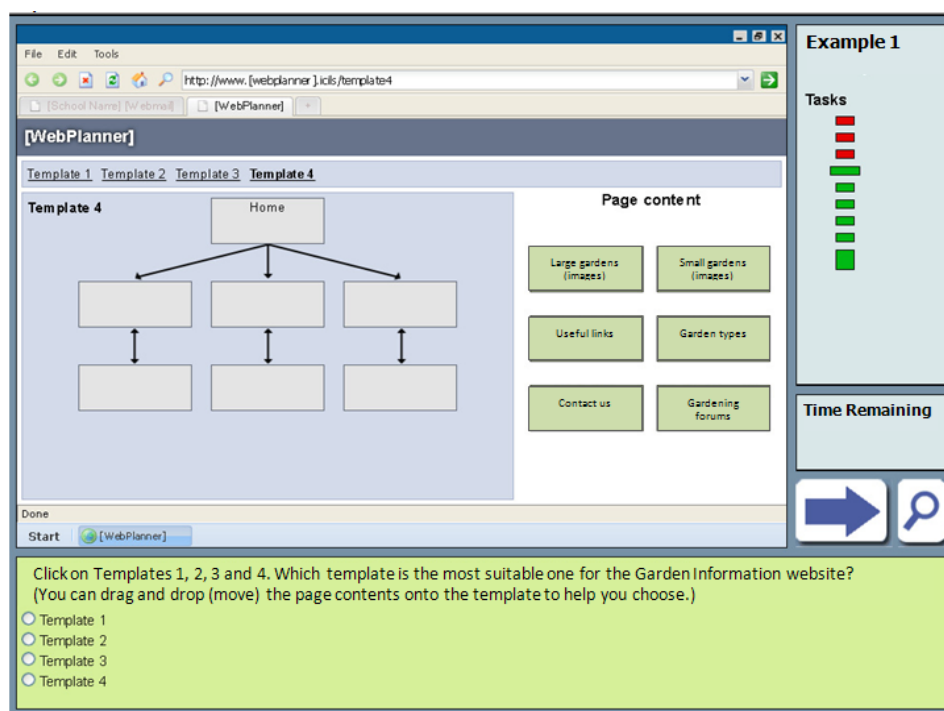 File Edit Tools
http://www.[webplanner].icils/template4
[School Name] [Webmail] [WebPlanner] +
[WebPlanner]
Template 1 Template 2 Template 3 Template 4
Template 4
Home
Page content
Large gardens
(images)
Small gardens
(images)
Useful links
Garden types
Contact us
Gardening
forums
Done
Start [WebPlanner]
Example 1
Tasks
Time Remaining
Click on Templates 1, 2, 3 and 4. Which template is the most suitable one for the Garden Information website?
(You can drag and drop (move) the page contents onto the template to help you choose.)
Template 1
Template 2
Template 3
Template 4